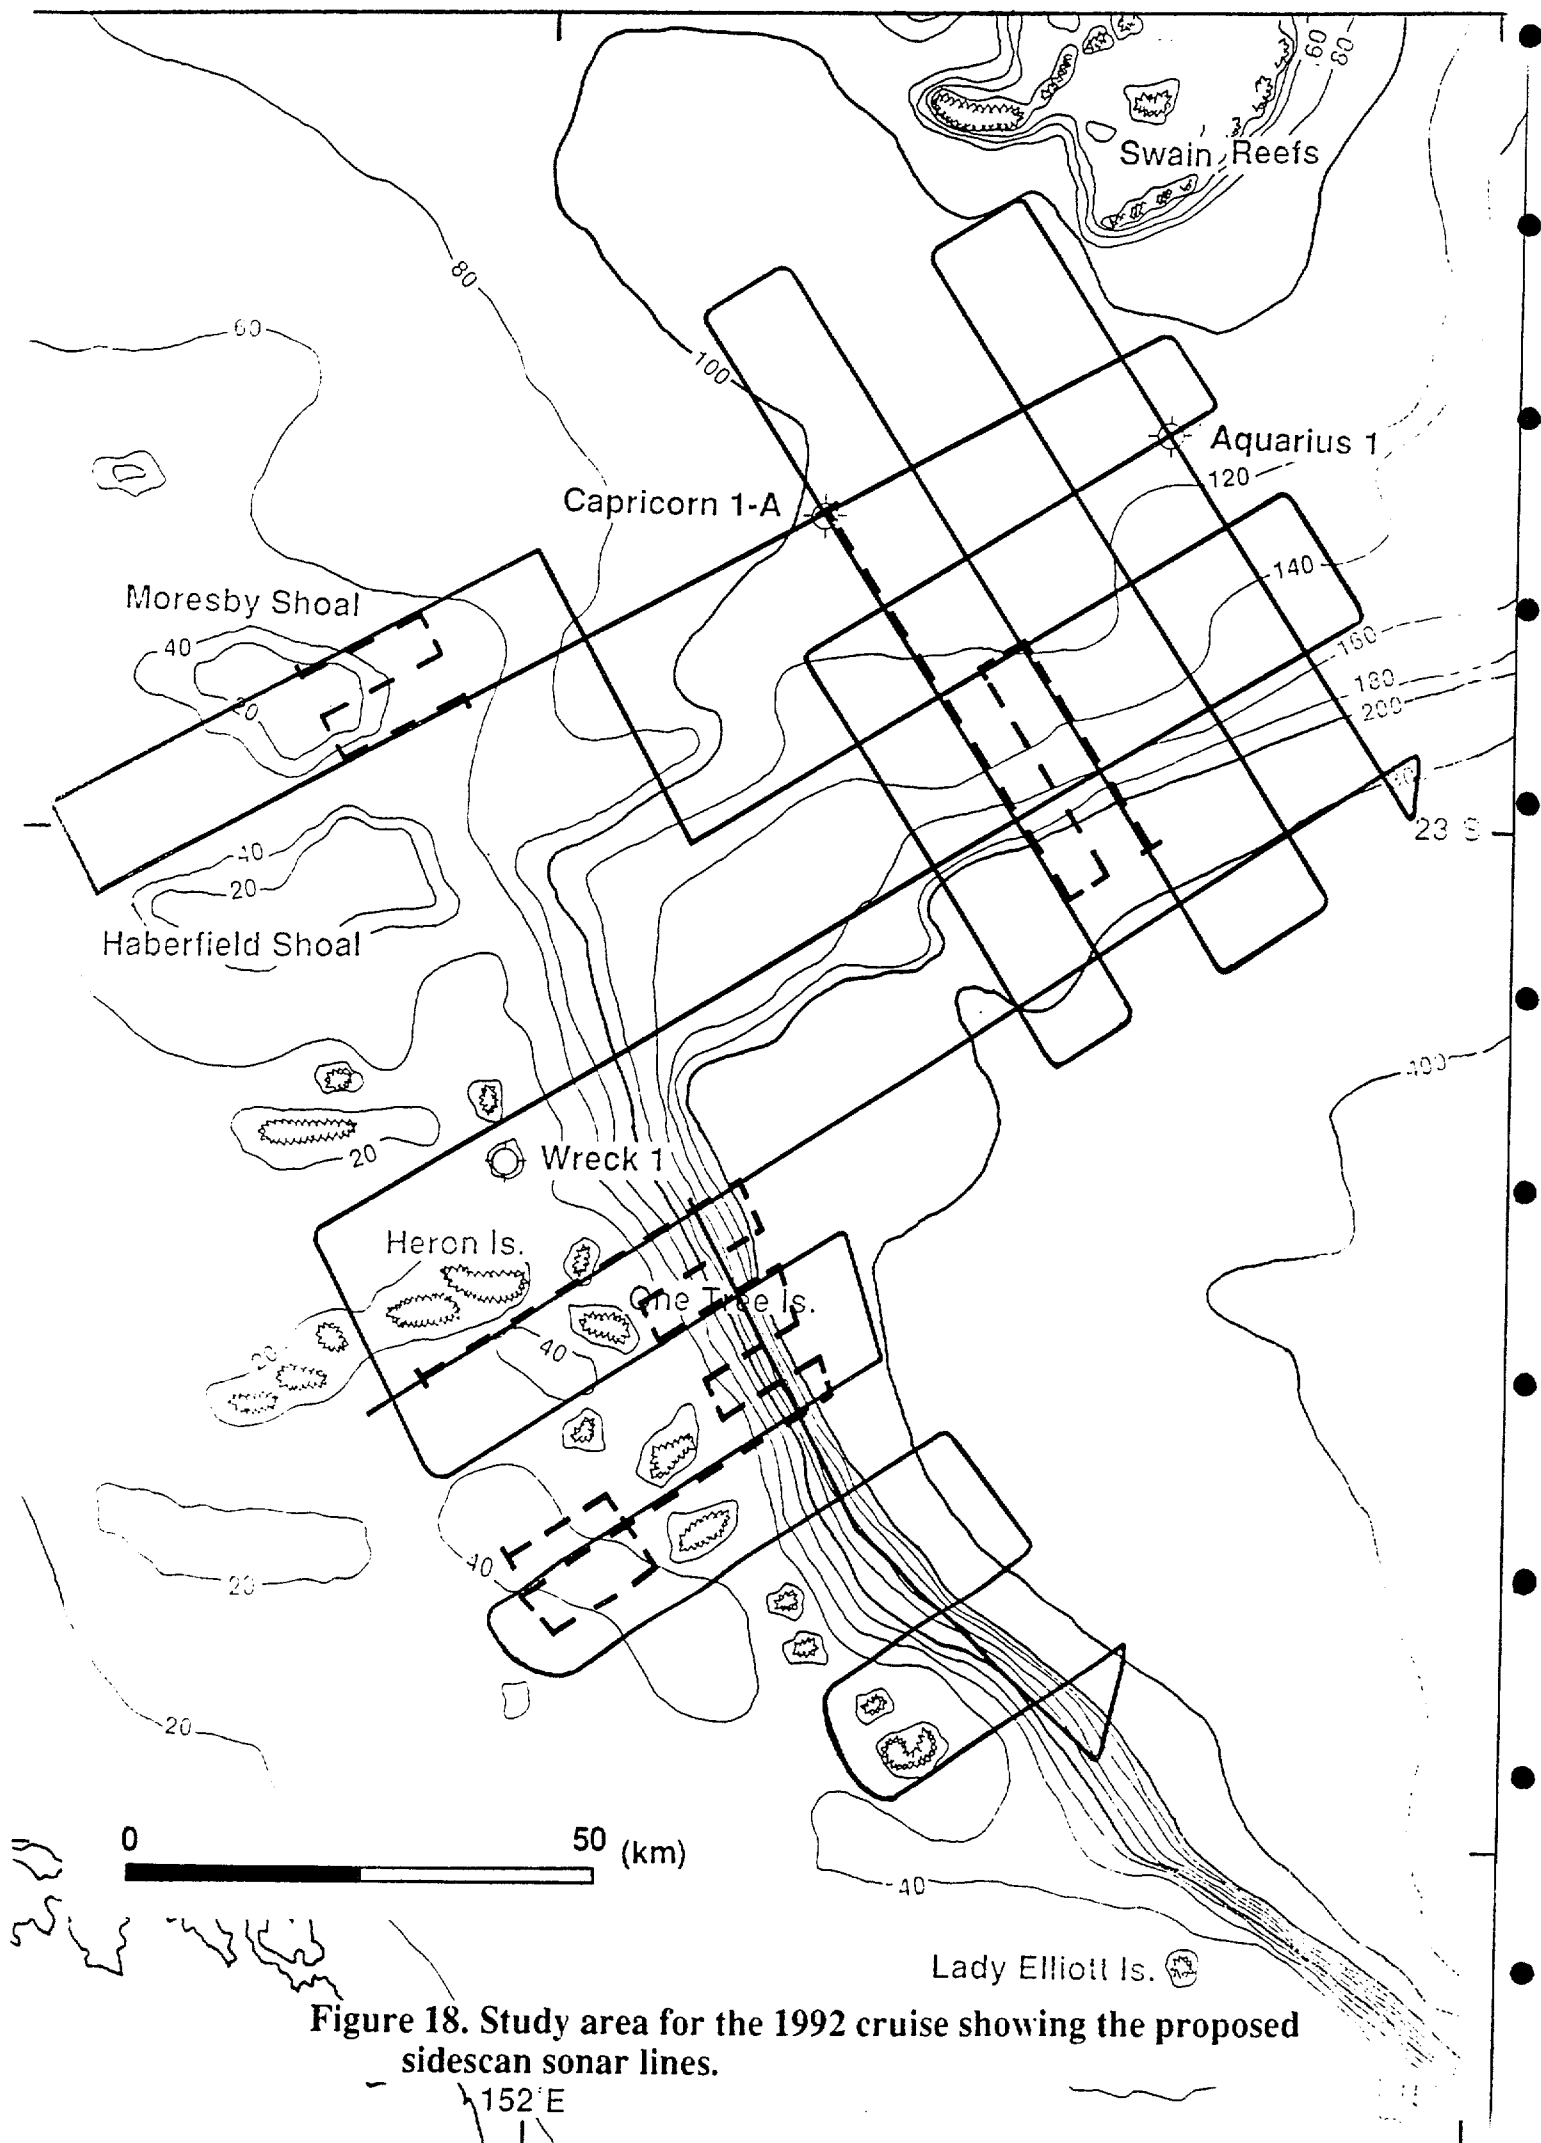 60
80
Swain Reefs
80
60
100
Aquarius 1
120
Capricorn 1-A
140
Moresby Shoal
40
20
160
180
200
23 S
40
20
Haberfield Shoal
400
20
Wreck 1
Heron Is.
One Tree Is.
40
20
40
20
20
0 50 (km)
40
Lady Elliott Is.
Figure 18. Study area for the 1992 cruise showing the proposed
sidescan sonar lines.
152°E